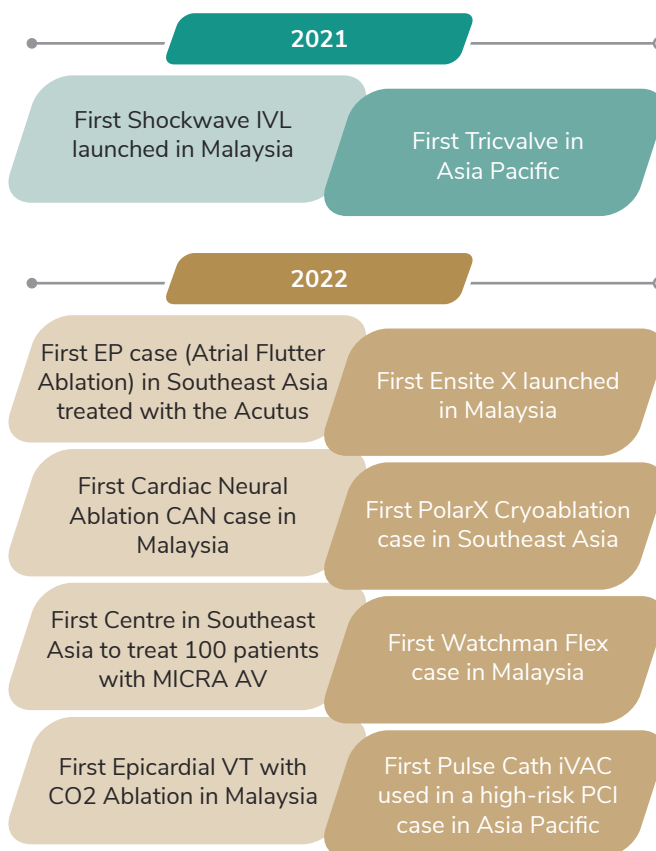 2021
First Shockwave IVL
launched in Malaysia
First Tricvalve in
Asia Pacific
2022
First EP case (Atrial Flutter
Ablation) in Southeast Asia
treated with the Acutus
First Ensite X launched
in Malaysia
First Cardiac Neural
Ablation CAN case in
Malaysia
First PolarX Cryoablation
case in Southeast Asia
First Centre in Southeast
Asia to treat 100 patients
with MICRA AV
First Watchman Flex
case in Malaysia
First Epicardial VT with
CO2 Ablation in Malaysia
First Pulse Cath iVAC
used in a high-risk PCI
case in Asia Pacific